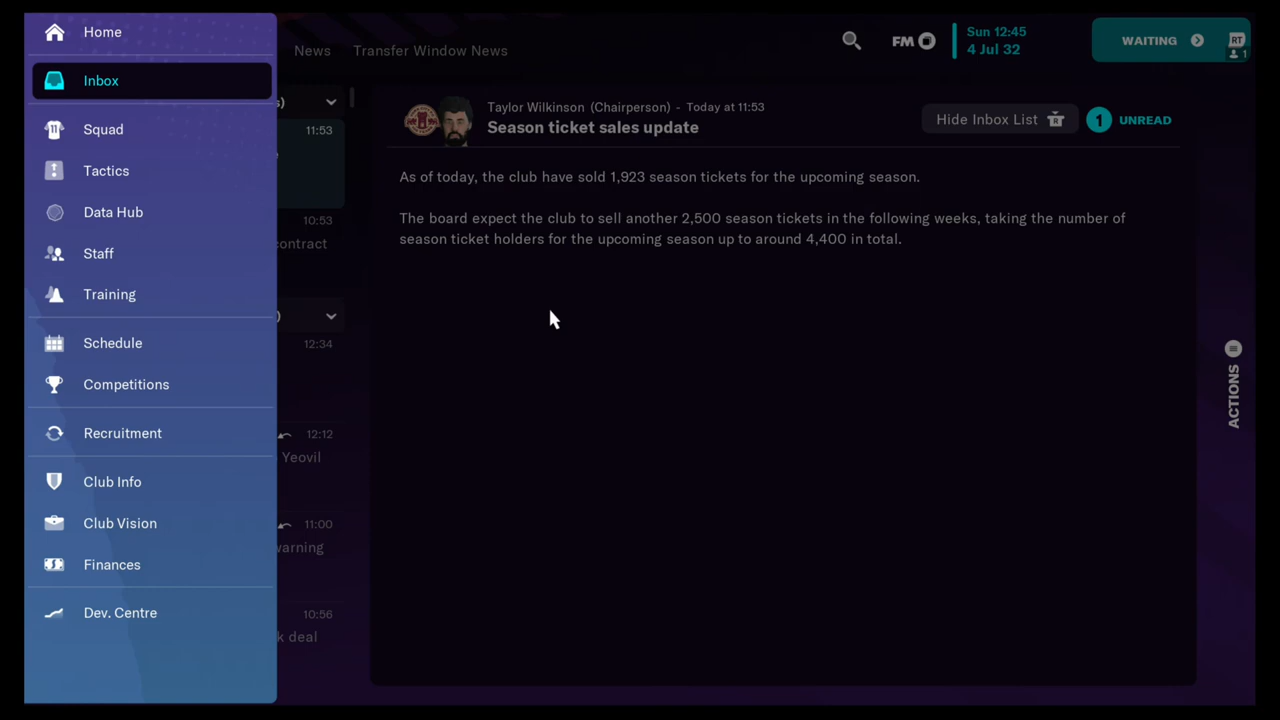 Home
Inbox
Squad
Tactics
Data Hub
Staff
Training
Schedule
Competitions
Recruitment
Club Info
Club Vision
Finances
Dev. Centre
News
Transfer Window News
FM
Sun 12:45
4 Jul 32
WAITING
RT
1
s)
11:53
10:53
contract
)
12:34
12:12
Yeovil
11:00
warning
10:56
k deal
Taylor Wilkinson (Chairperson) - Today at 11:53
Season ticket sales update
Hide Inbox List
R
1
UNREAD
As of today, the club have sold 1,923 season tickets for the upcoming season.
The board expect the club to sell another 2,500 season tickets in the following weeks, taking the number of
season ticket holders for the upcoming season up to around 4,400 in total.
ACTIONS